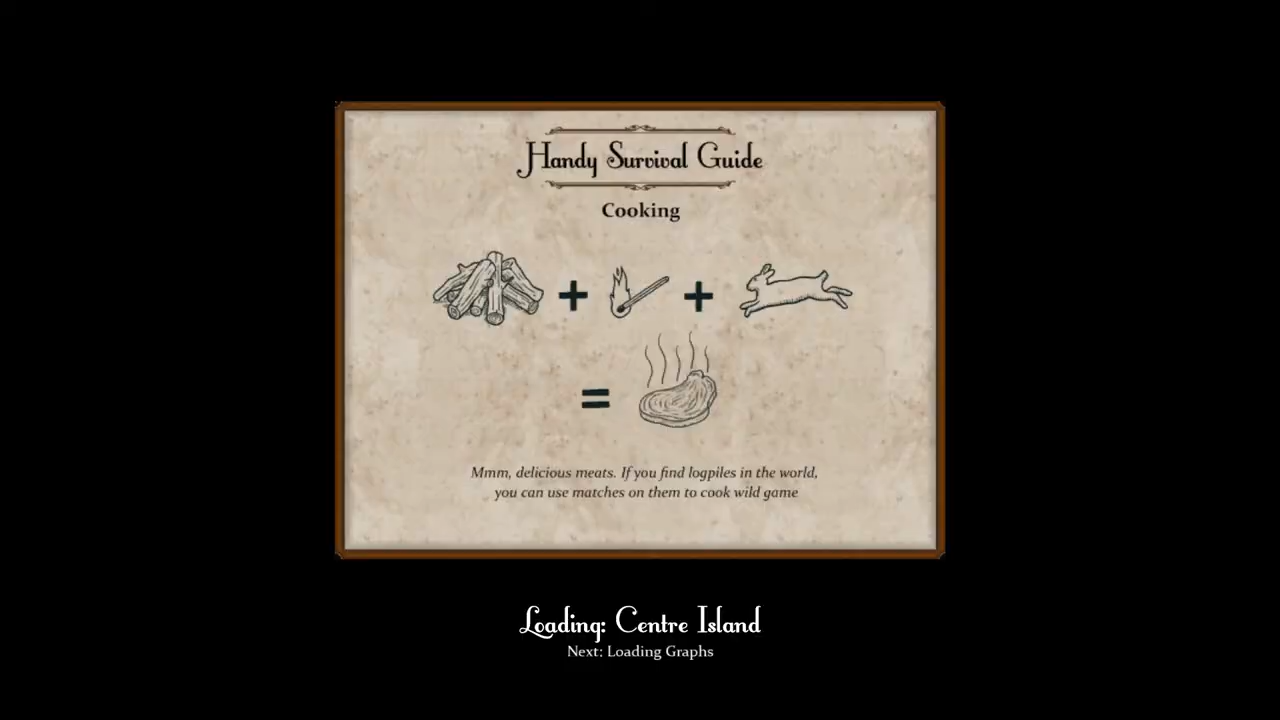 Handy Survival Guide
Cooking
+ +
=
Mmm, delicious meats. If you find logpiles in the world,
you can use matches on them to cook wild game
Loading: Centre Island
Next: Loading Graphs